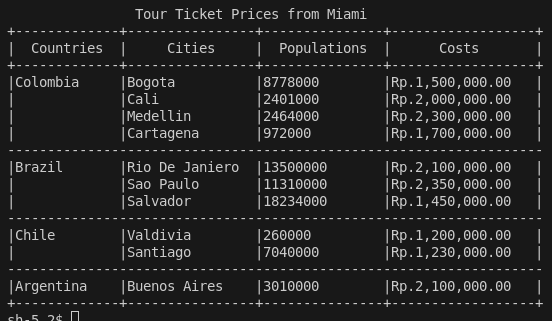 Tour Ticket Prices from Miami
+-------------+----------------+---------------+-------------------+
|  Countries  |     Cities     |  Populations  |      Costs        |
+-------------+----------------+---------------+-------------------+
|Colombia     |Bogota          |8778000        |Rp.1,500,000.00    |
|             |Cali            |2401000        |Rp.2,000,000.00    |
|             |Medellin        |2464000        |Rp.2,300,000.00    |
|             |Cartagena       |972000         |Rp.1,700,000.00    |
--------------------------------------------------------------------
|Brazil       |Rio De Janiero  |13500000       |Rp.2,100,000.00    |
|             |Sao Paulo       |11310000       |Rp.2,350,000.00    |
|             |Salvador        |18234000       |Rp.1,450,000.00    |
--------------------------------------------------------------------
|Chile        |Valdivia        |260000         |Rp.1,200,000.00    |
|             |Santiago        |7040000        |Rp.1,230,000.00    |
--------------------------------------------------------------------
|Argentina    |Buenos Aires    |3010000        |Rp.2,100,000.00    |
+-------------+----------------+---------------+-------------------+
sh-5.2$